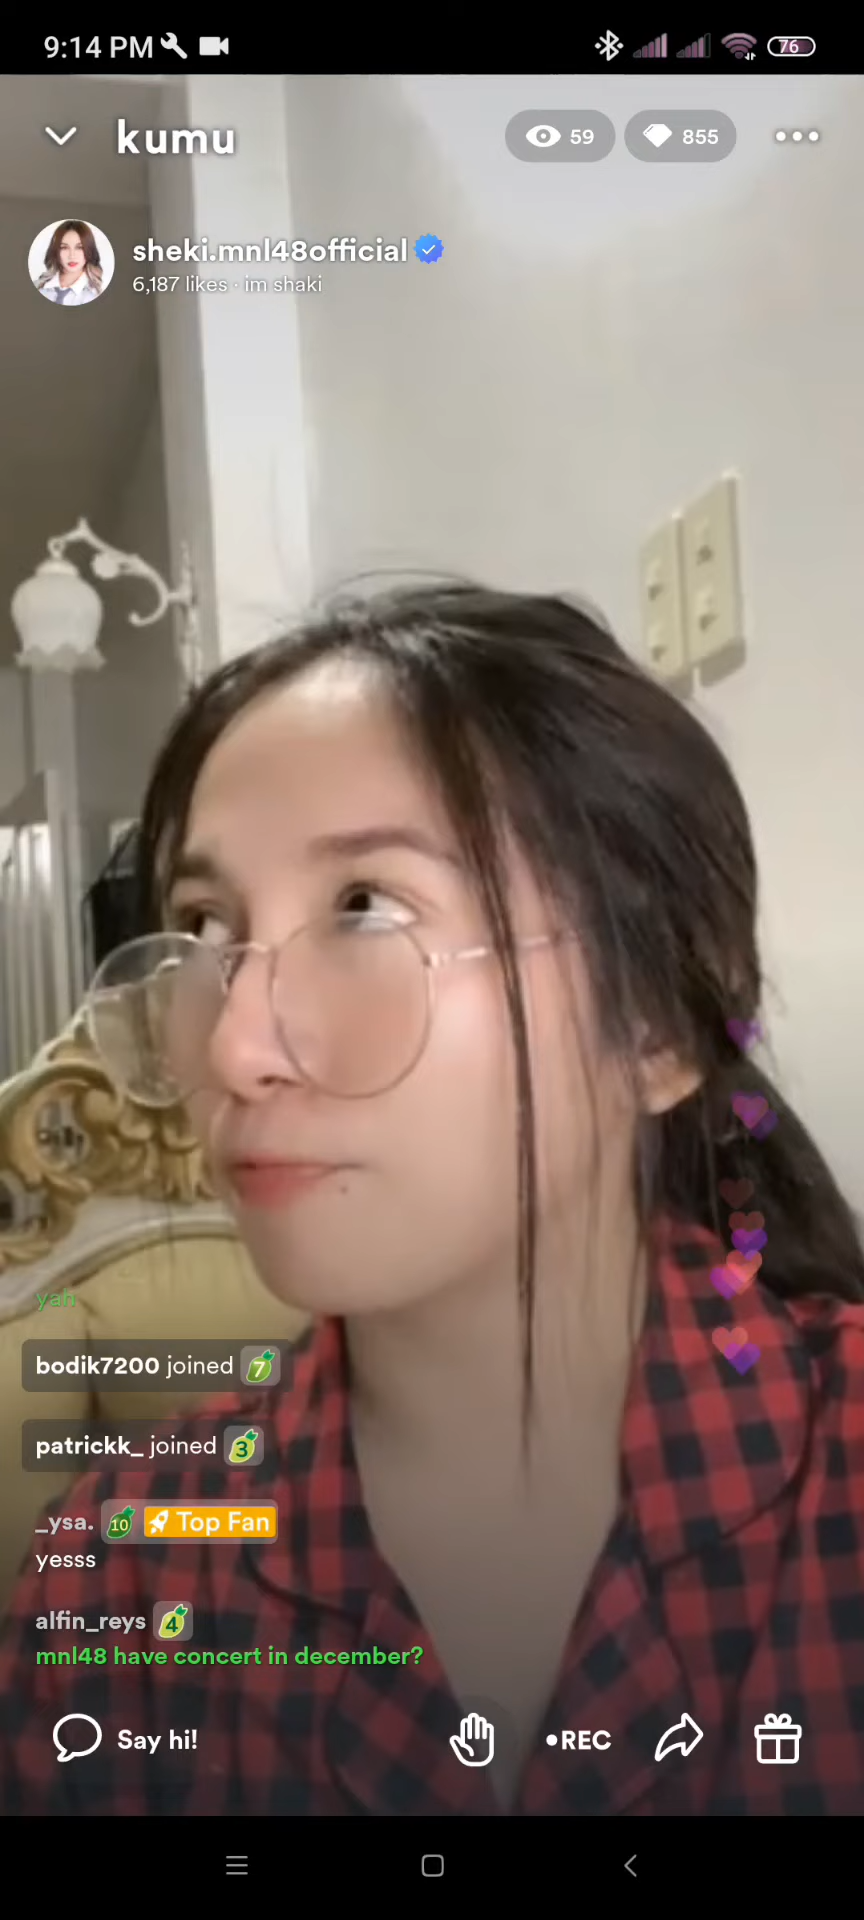 9:14 PM
76
kumu
59
855
sheki.mnl48official
6,187 likes · im shaki
yah
bodik7200 joined 7
patrickk_ joined 3
_ysa. 10 Top Fan
yesss
alfin_reys 4
mnl48 have concert in december?
Say hi!
•REC